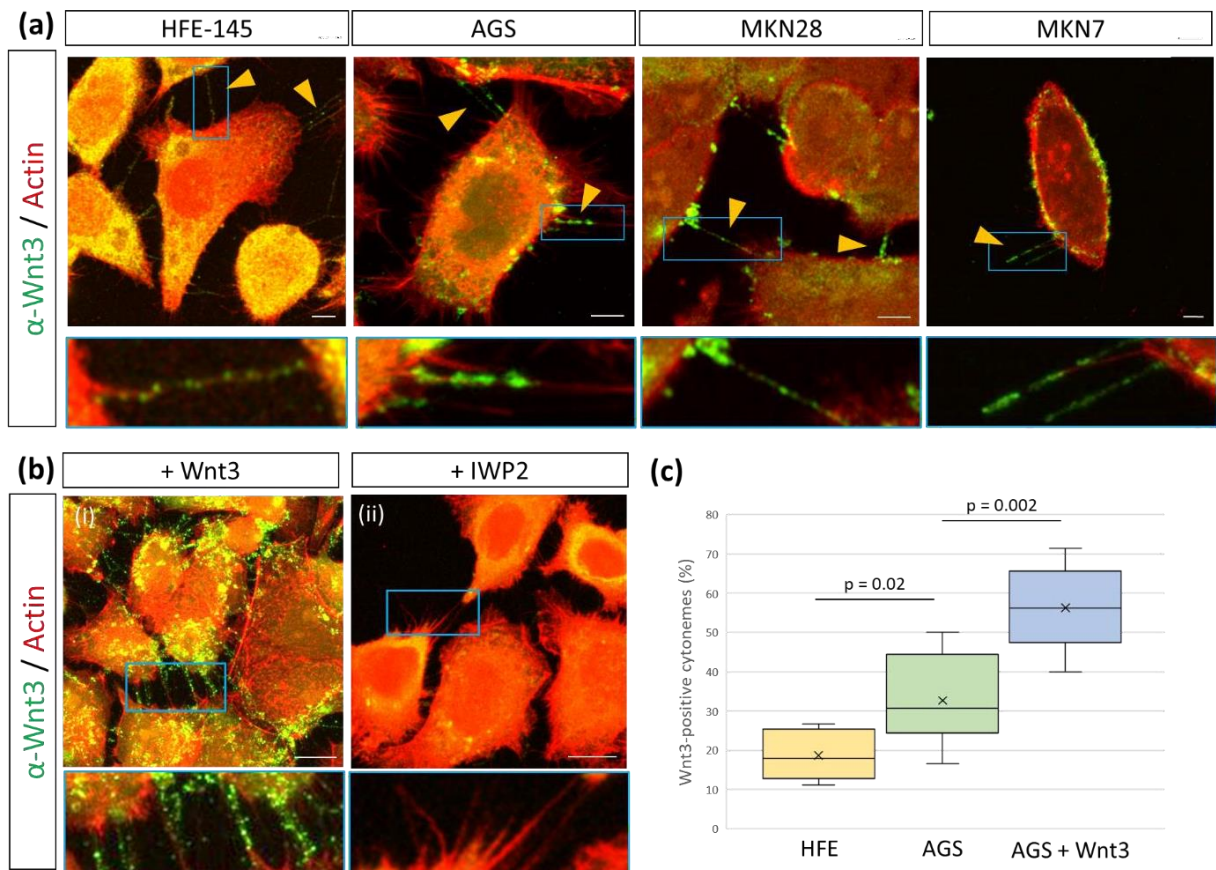 (a)
HFE-145
AGS
MKN28
MKN7
α-Wnt3 / Actin
(b)
+ Wnt3
+ IWP2
α-Wnt3 / Actin
(i)
(ii)
(c)
Wnt3-positive cytonemes (%)
80
70
60
50
40
30
20
10
0
p = 0.02
p = 0.002
HFE
AGS
AGS + Wnt3